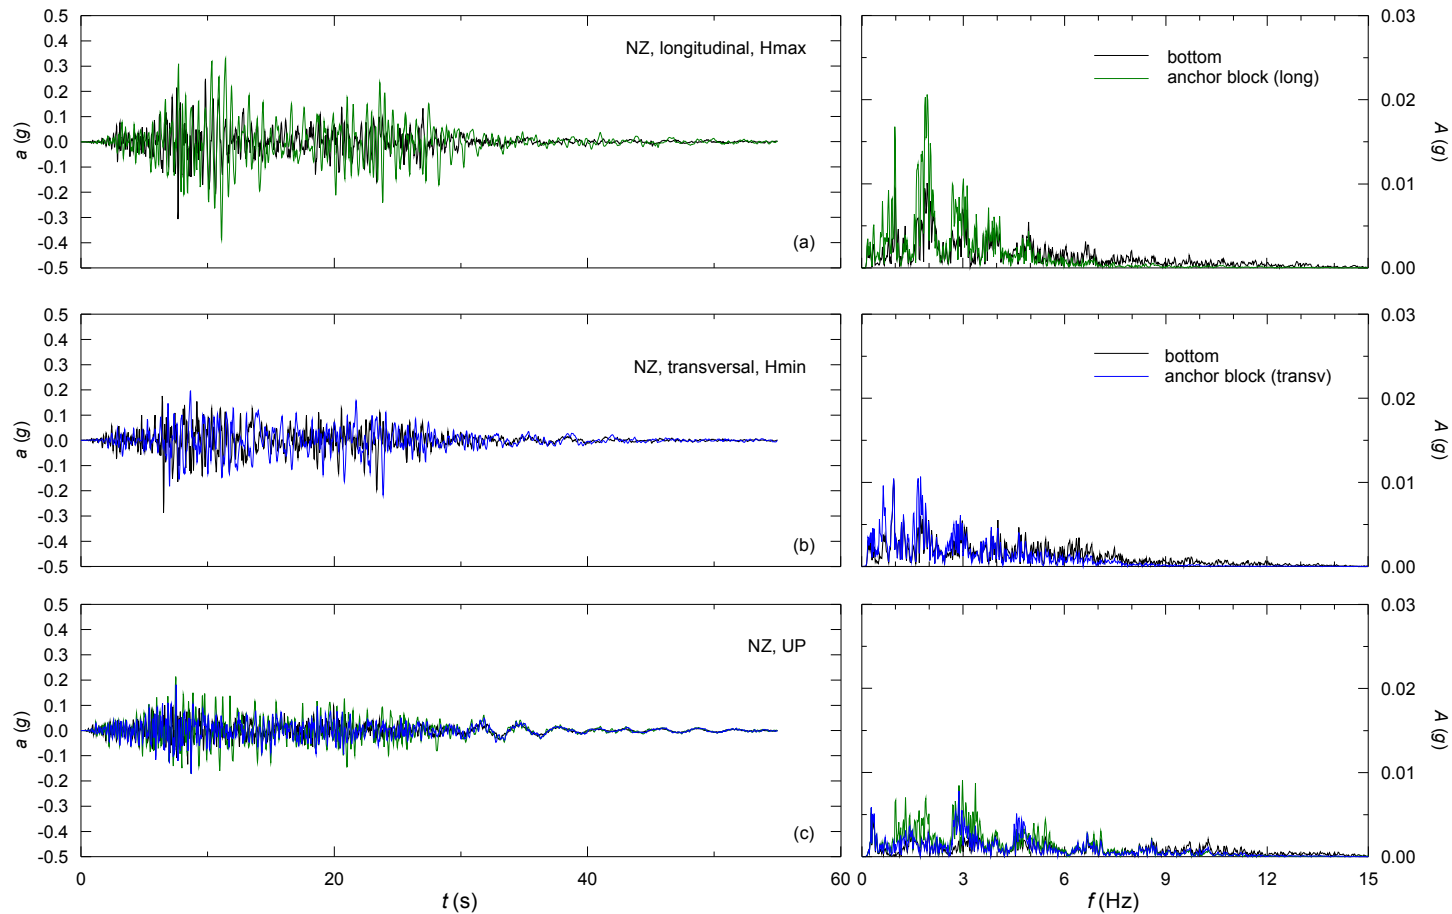 0.5
0.4
0.3
0.2
0.1
0.0
-0.1
-0.2
-0.3
-0.4
-0.5
a (g)
NZ, longitudinal, Hmax
(a)
bottom
anchor block (long)
0.03
0.02
0.01
0.00
A (g)
0.5
0.4
0.3
0.2
0.1
0.0
-0.1
-0.2
-0.3
-0.4
-0.5
a (g)
NZ, transversal, Hmin
(b)
bottom
anchor block (transv)
0.03
0.02
0.01
0.00
A (g)
0.5
0.4
0.3
0.2
0.1
0.0
-0.1
-0.2
-0.3
-0.4
-0.5
a (g)
NZ, UP
(c)
0.03
0.02
0.01
0.00
A (g)
0 20 40 60
t (s)
0 3 6 9 12 15
f (Hz)